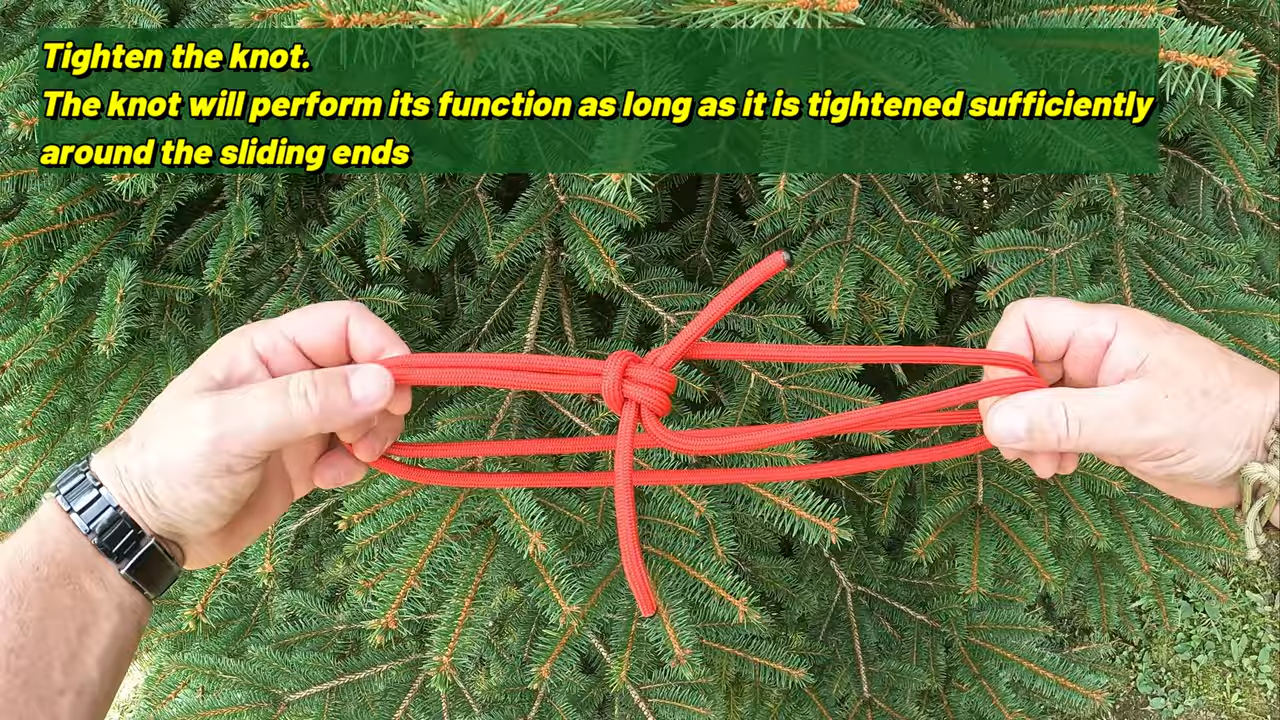 Tighten the knot.
The knot will perform its function as long as it is tightened sufficiently
around the sliding ends